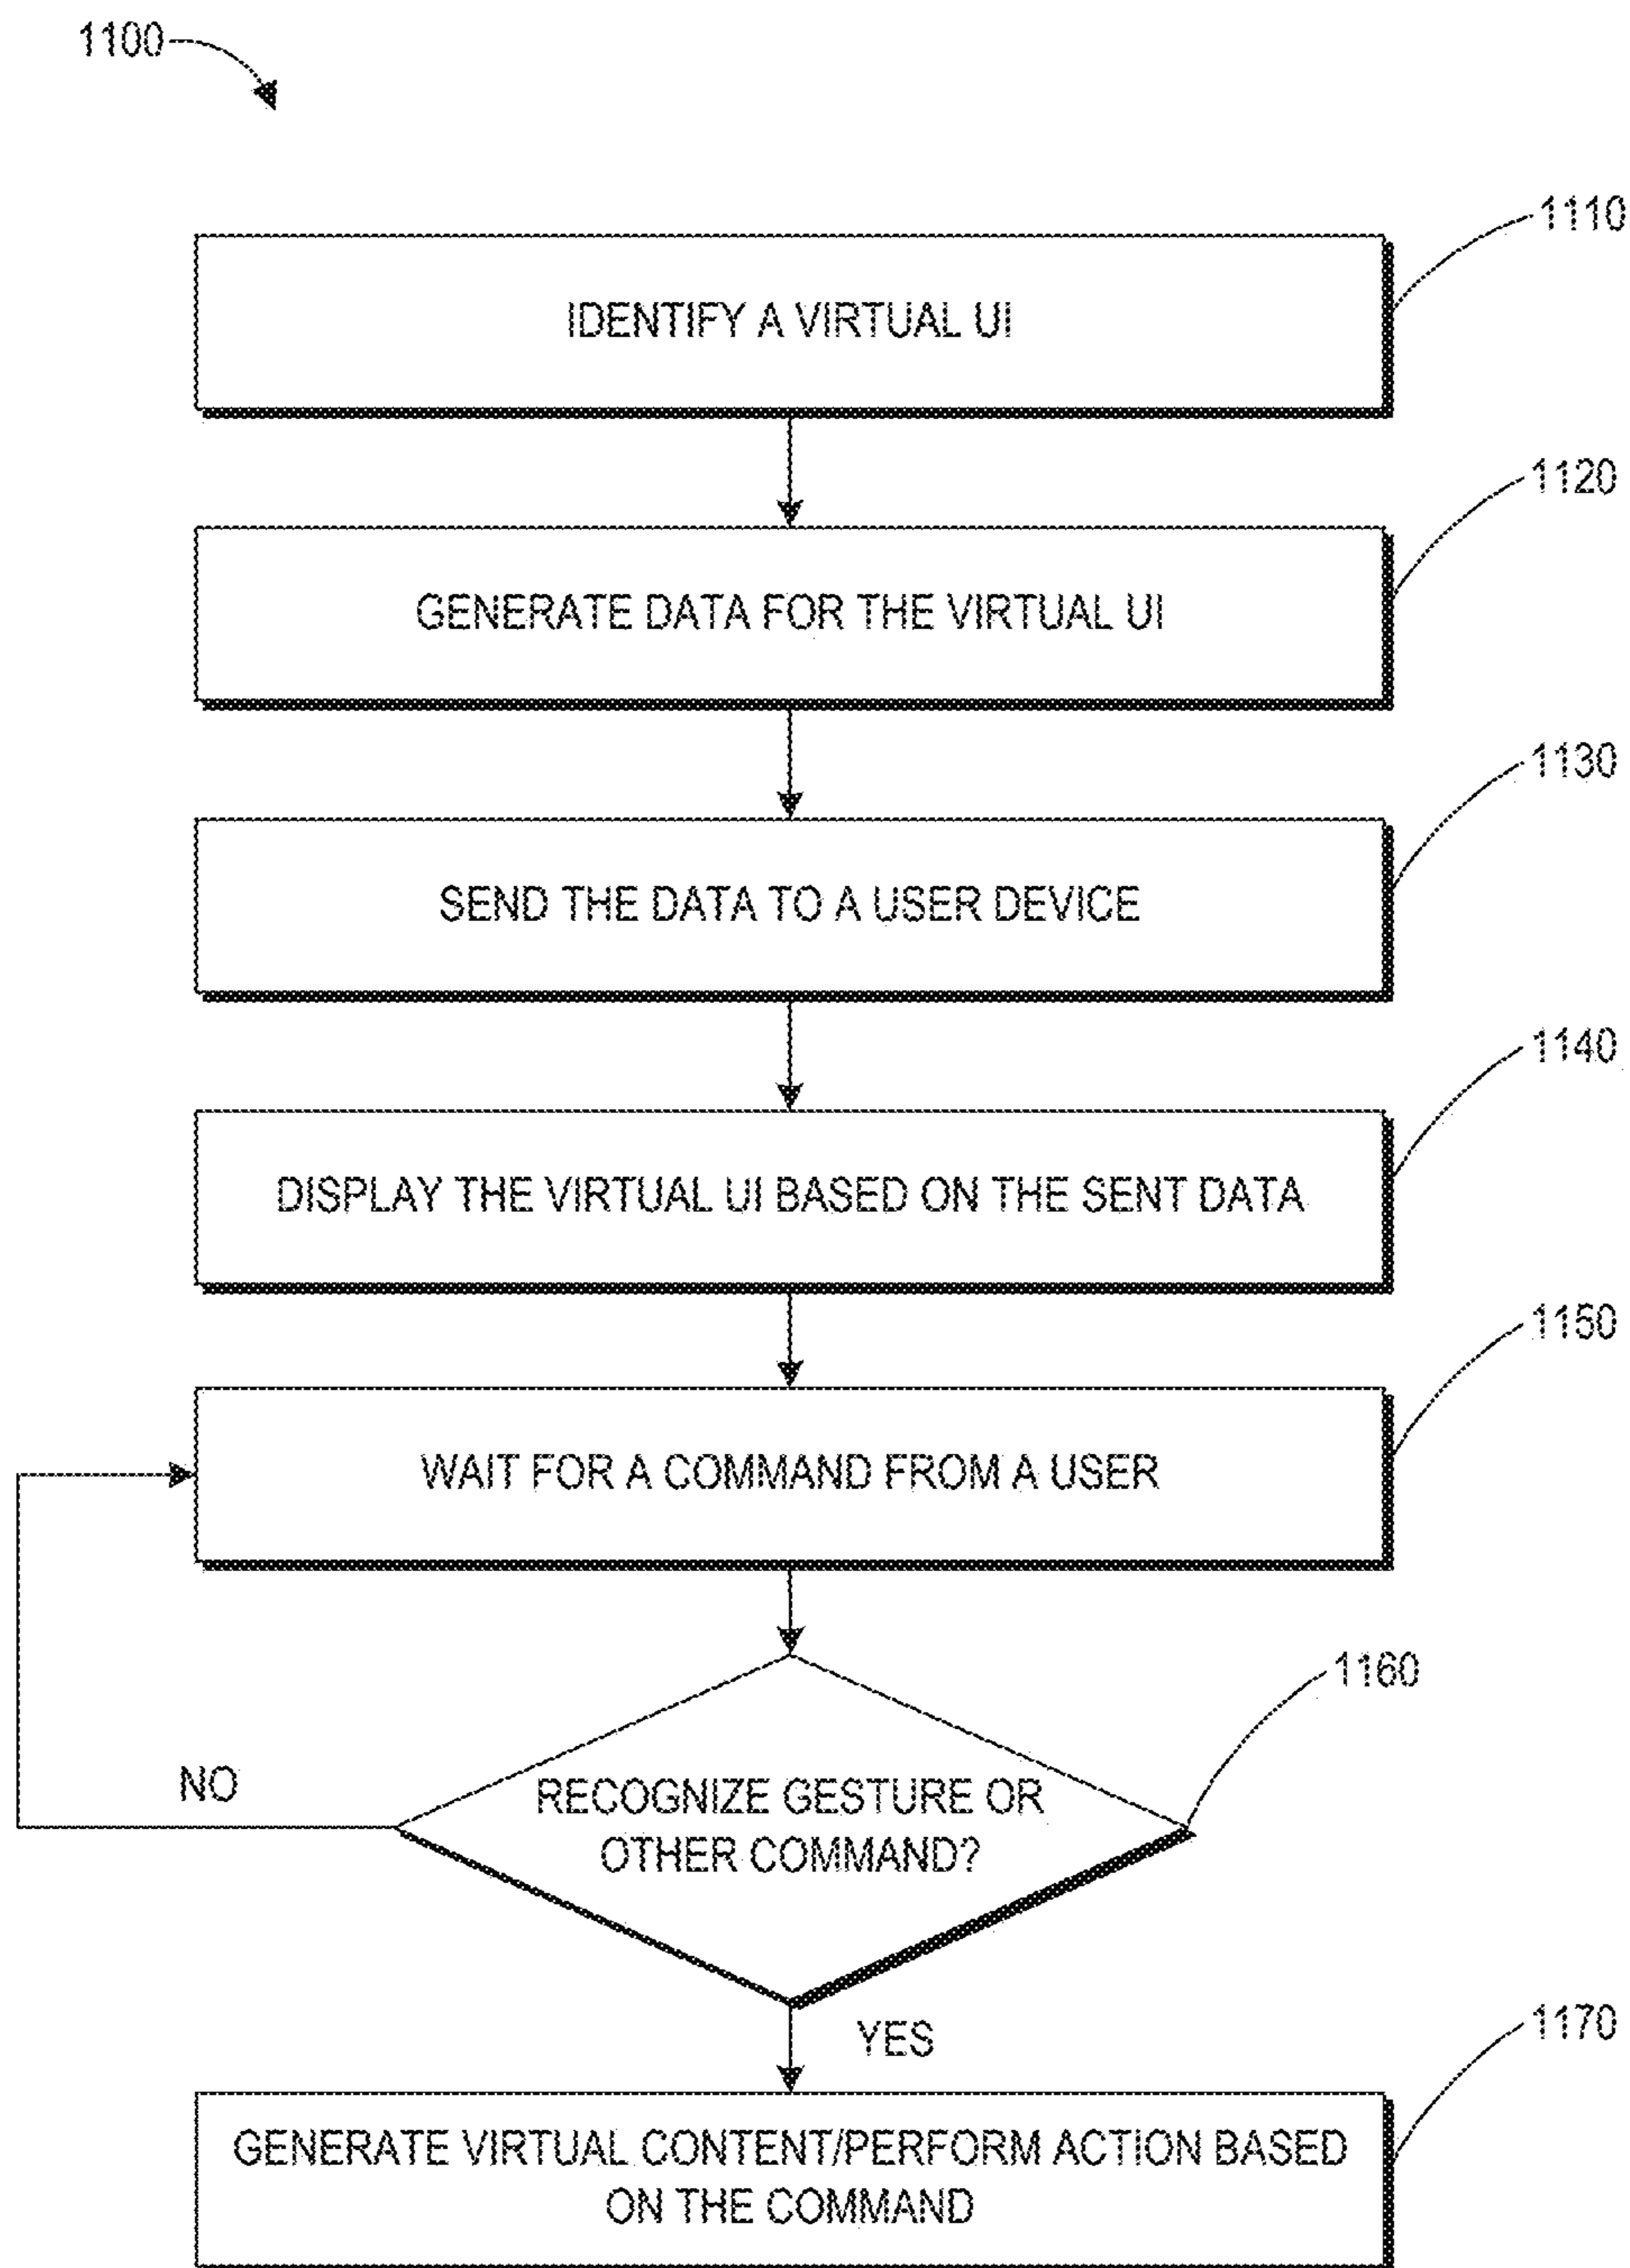 1100
1110
IDENTIFY A VIRTUAL UI
1120
GENERATE DATA FOR THE VIRTUAL UI
1130
SEND THE DATA TO A USER DEVICE
1140
DISPLAY THE VIRTUAL UI BASED ON THE SENT DATA
1150
WAIT FOR A COMMAND FROM A USER
1160
NO
RECOGNIZE GESTURE OR
OTHER COMMAND?
YES
1170
GENERATE VIRTUAL CONTENT/PERFORM ACTION BASED
ON THE COMMAND